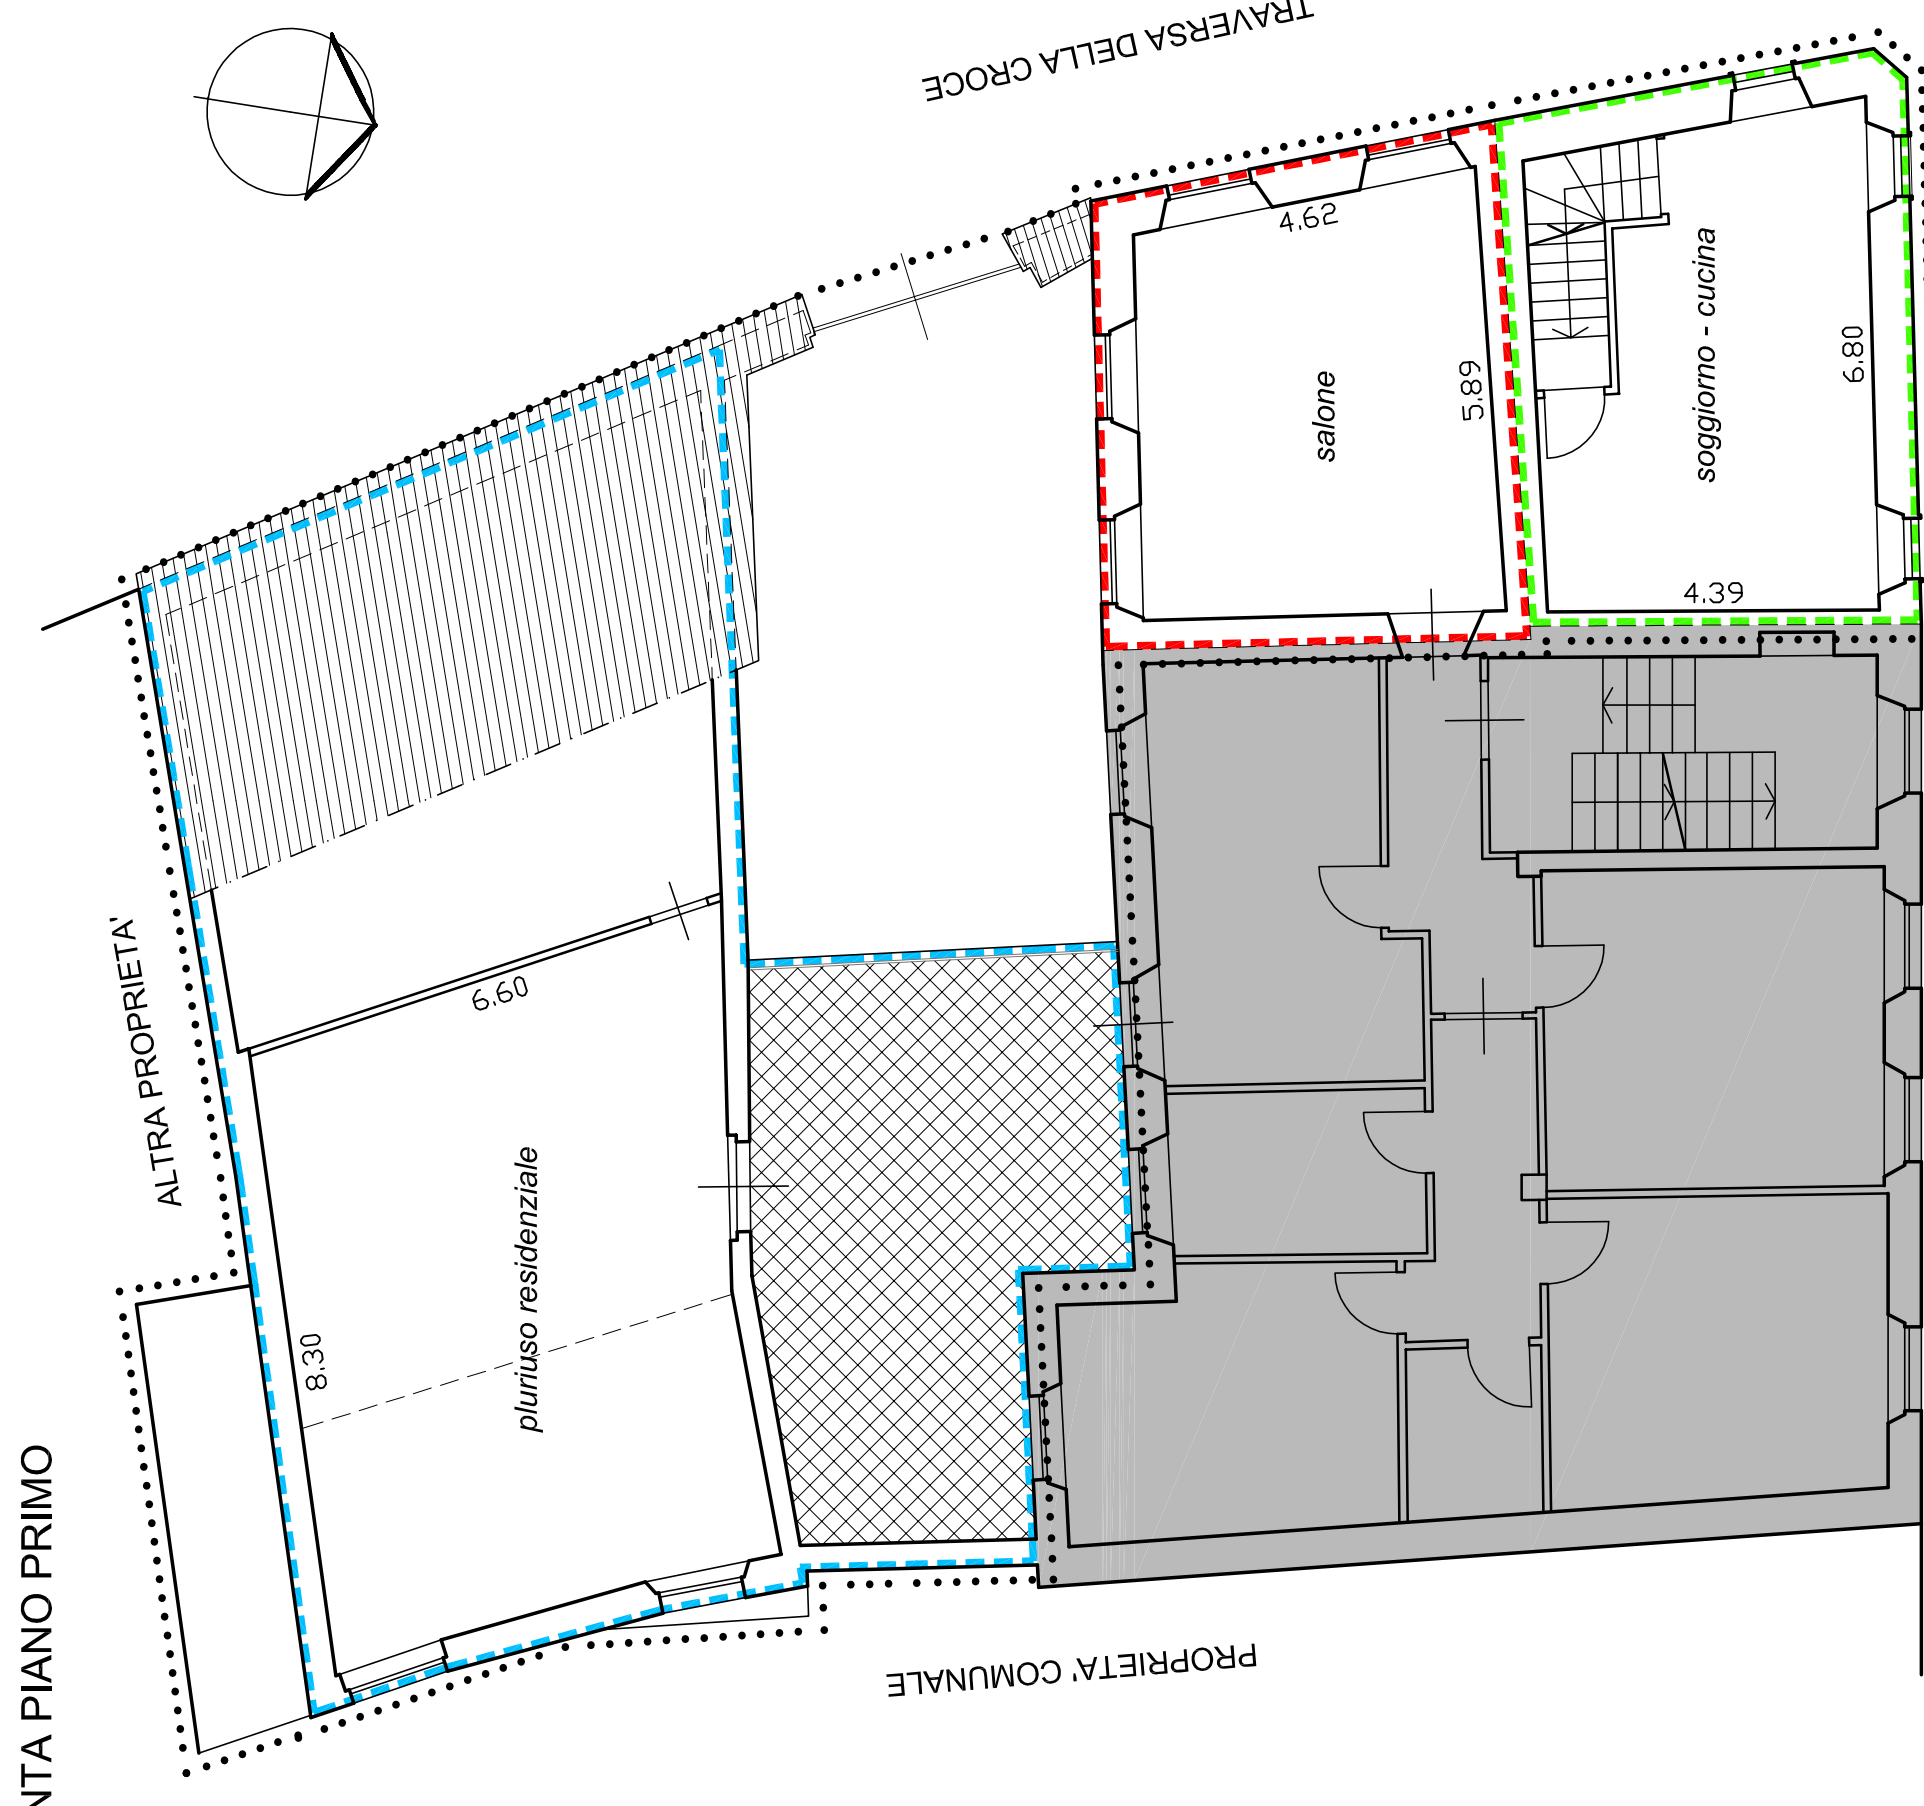 TRAVERSA DELLA CROCE
4.62
salone
5.89
soggiorno - cucina
6.80
4.39
ALTRA PROPRIETA'
6.60
pluriuso residenziale
8.30
PROPRIETA' COMUNALE
NTA PIANO PRIMO